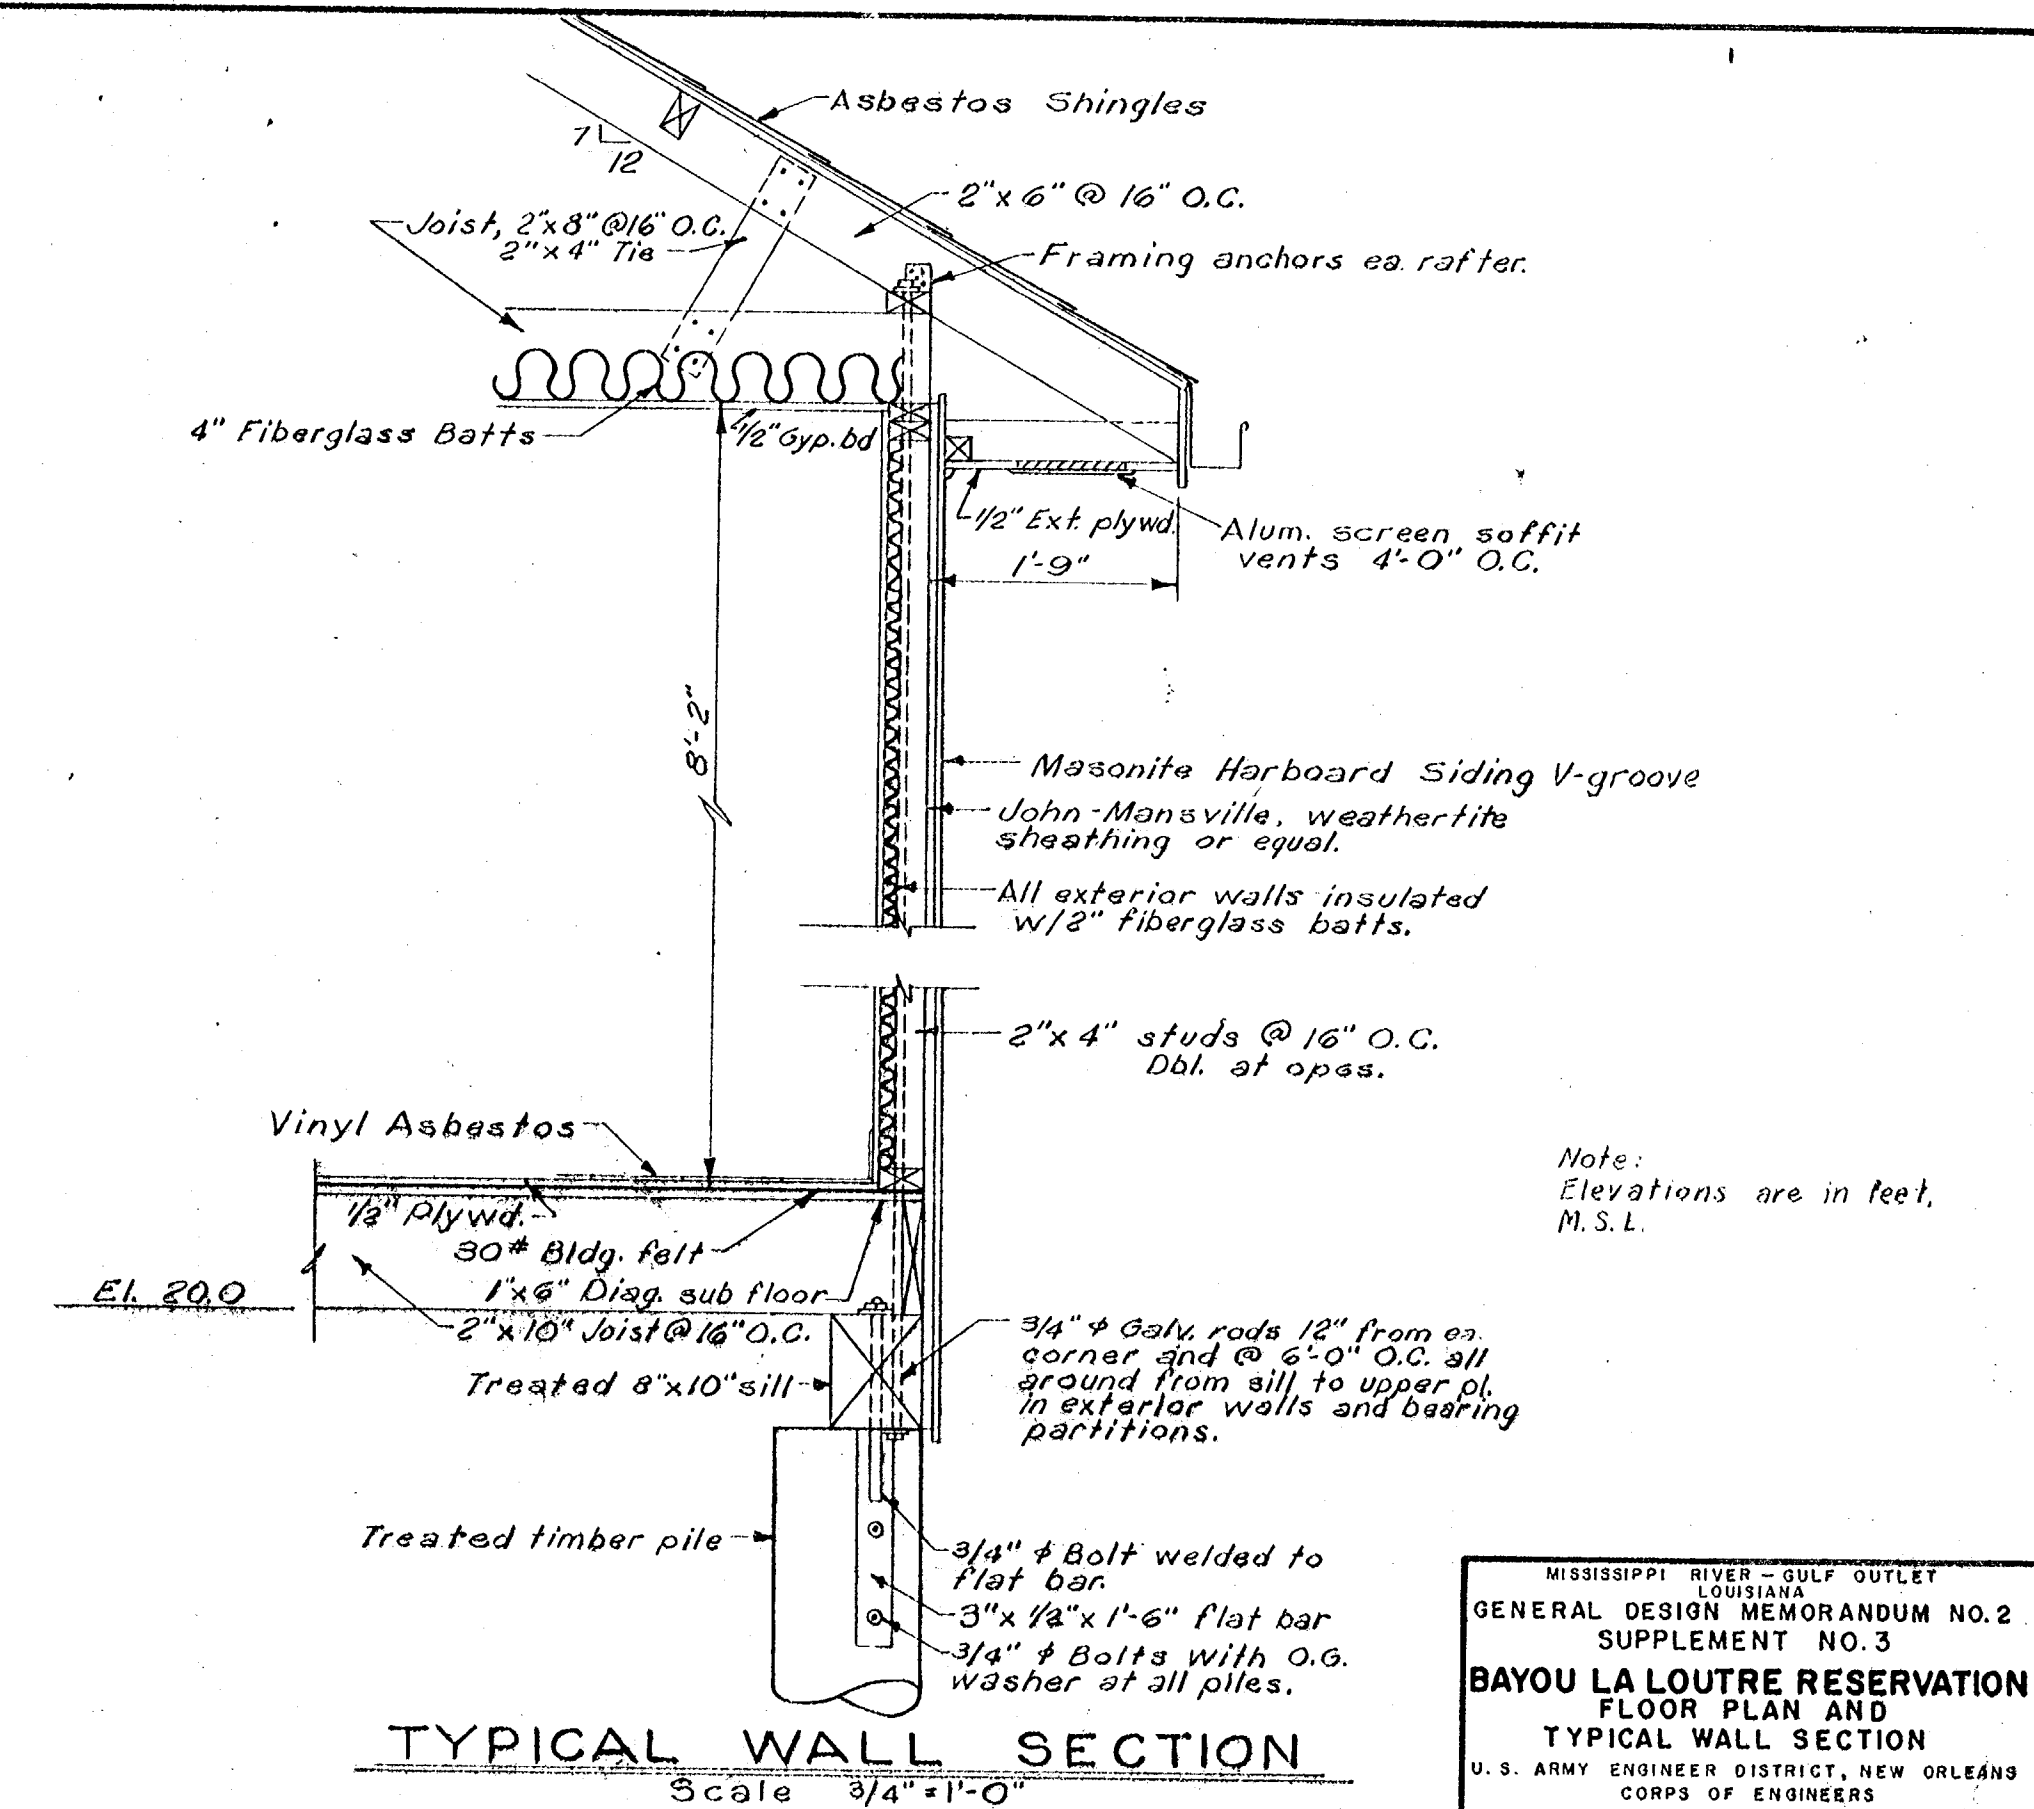 Asbestos Shingles
7
12
2"x 6" @ 16" O.C.
Joist, 2"x8" @16" O.C.
2"x 4" Tie
Framing anchors ea. rafter.
4" Fiberglass Batts
1/2" Gyp. bd
1/2" Ext. plywd.
Alum. screen soffit
vents 4'-0" O.C.
1'-9"
8'-2"
Masonite Harboard Siding V-groove
John-Mansville, weathertite
sheathing or equal.
All exterior walls insulated
w/2" fiberglass batts.
2"x 4" studs @ 16" O.C.
Dbl. at opgs.
Vinyl Asbestos
Note:
Elevations are in feet,
M.S.L.
1/2" Plywd.
30# Bldg. felt
1"x6" Diag. sub floor
El. 20.0
2"x10" Joist @ 16" O.C.
Treated 8"x10" sill
3/4" ϕ Galv. rods 12" from ea.
corner and @ 6'-0" O.C. all
around from sill to upper pl.
in exterior walls and bearing
partitions.
Treated timber pile
3/4" ϕ Bolt welded to
flat bar.
3"x 1/2"x 1'-6" flat bar
3/4" ϕ Bolts with O.G.
washer at all piles.
TYPICAL WALL SECTION
Scale 3/4"=1'-0"
MISSISSIPPI RIVER - GULF OUTLET
LOUISIANA
GENERAL DESIGN MEMORANDUM NO. 2
SUPPLEMENT NO. 3
BAYOU LA LOUTRE RESERVATION
FLOOR PLAN AND
TYPICAL WALL SECTION
U. S. ARMY ENGINEER DISTRICT, NEW ORLEANS
CORPS OF ENGINEERS